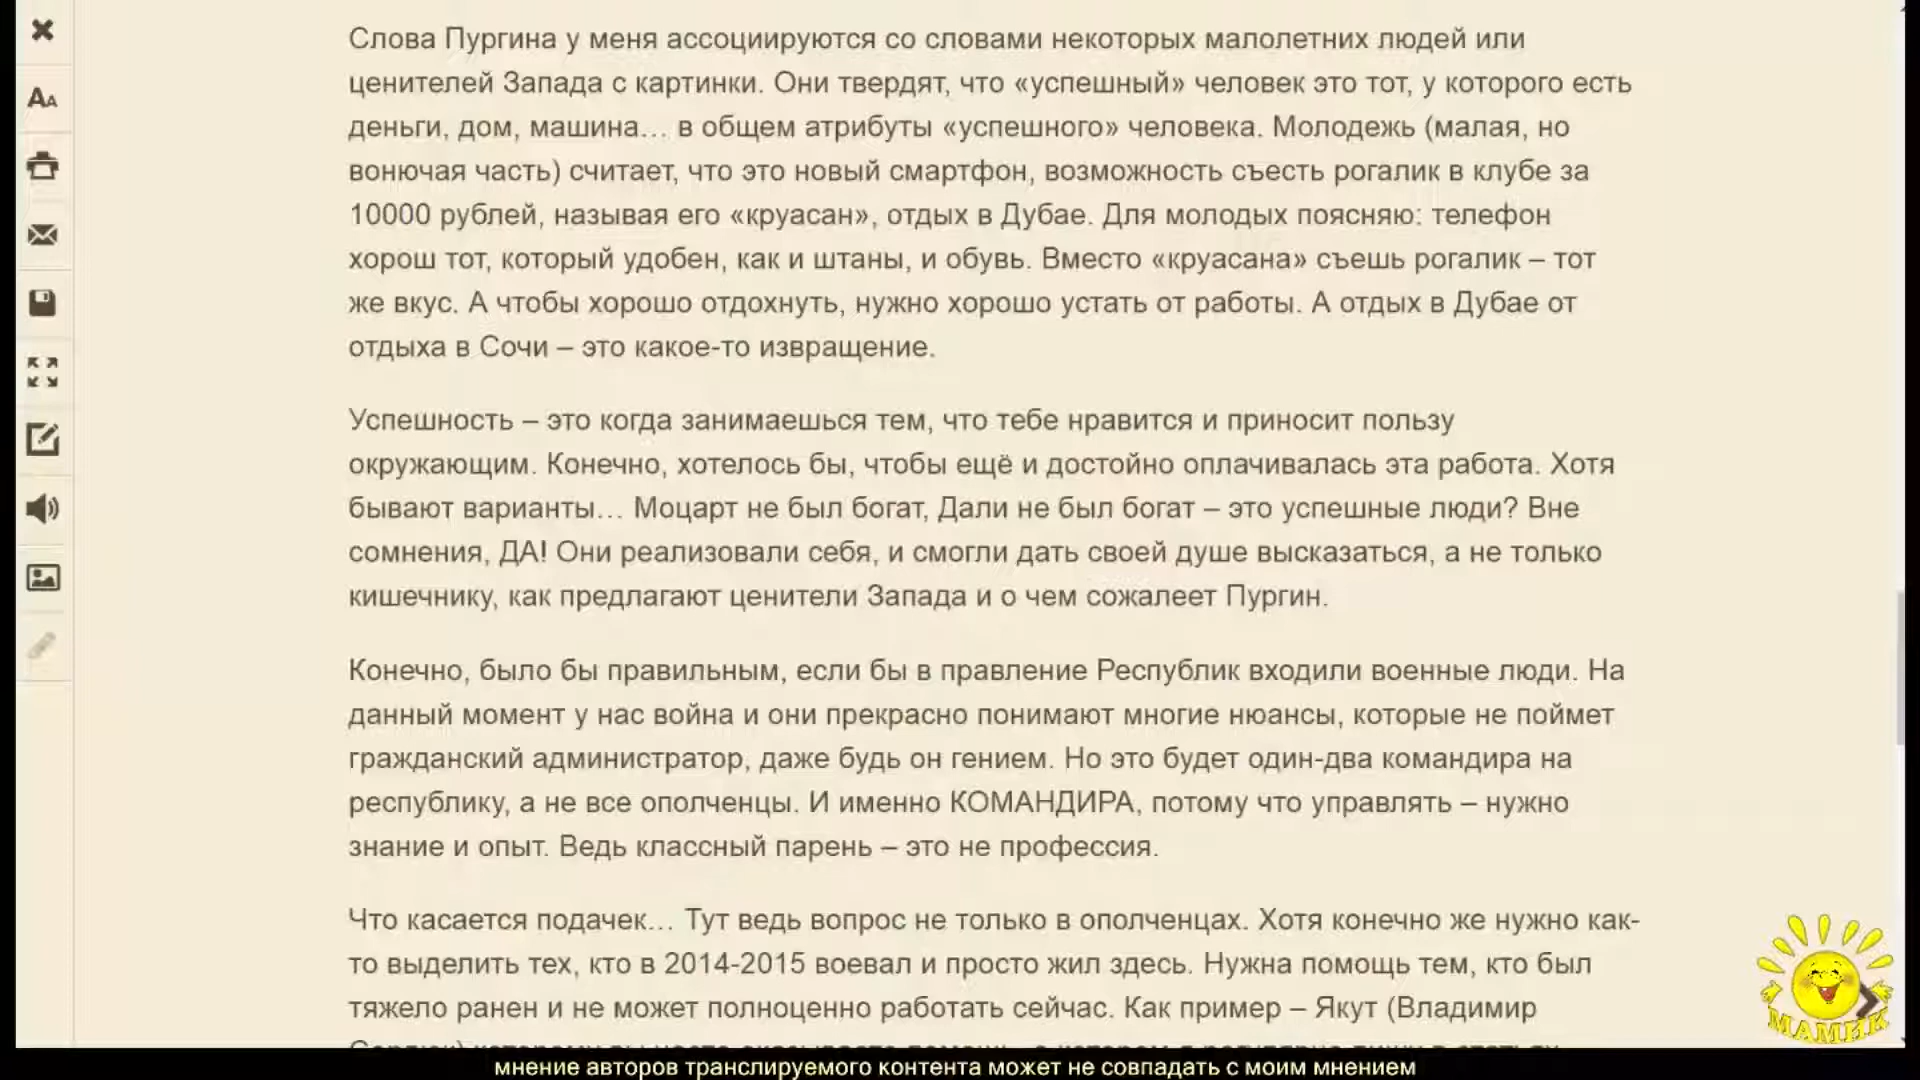 Слова Пургина у меня ассоциируются со словами некоторых малолетних людей или
ценителей Запада с картинки. Они твердят, что «успешный» человек это тот, у которого есть
деньги, дом, машина… в общем атрибуты «успешного» человека. Молодежь (малая, но
вонючая часть) считает, что это новый смартфон, возможность съесть рогалик в клубе за
10000 рублей, называя его «круасан», отдых в Дубае. Для молодых поясняю: телефон
хорош тот, который удобен, как и штаны, и обувь. Вместо «круасана» съешь рогалик – тот
же вкус. А чтобы хорошо отдохнуть, нужно хорошо устать от работы. А отдых в Дубае от
отдыха в Сочи – это какое-то извращение.
Успешность – это когда занимаешься тем, что тебе нравится и приносит пользу
окружающим. Конечно, хотелось бы, чтобы ещё и достойно оплачивалась эта работа. Хотя
бывают варианты… Моцарт не был богат, Дали не был богат – это успешные люди? Вне
сомнения, ДА! Они реализовали себя, и смогли дать своей душе высказаться, а не только
кишечнику, как предлагают ценители Запада и о чем сожалеет Пургин.
Конечно, было бы правильным, если бы в правление Республик входили военные люди. На
данный момент у нас война и они прекрасно понимают многие нюансы, которые не поймет
гражданский администратор, даже будь он гением. Но это будет один-два командира на
республику, а не все ополченцы. И именно КОМАНДИРА, потому что управлять – нужно
знание и опыт. Ведь классный парень – это не профессия.
Что касается подачек… Тут ведь вопрос не только в ополченцах. Хотя конечно же нужно как-
то выделить тех, кто в 2014-2015 воевал и просто жил здесь. Нужна помощь тем, кто был
тяжело ранен и не может полноценно работать сейчас. Как пример – Якут (Владимир
МАМИК
мнение авторов транслируемого контента может не совпадать с моим мнением